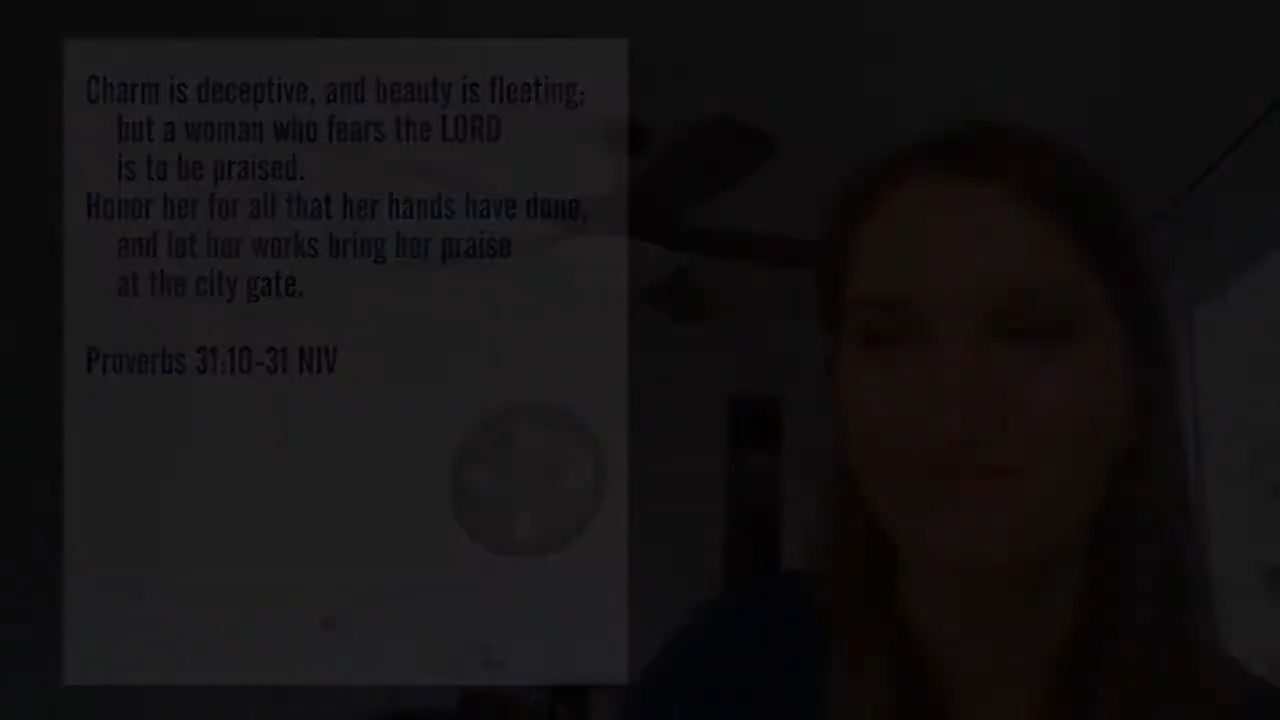 Charm is deceptive, and beauty is fleeting;
but a woman who fears the LORD
is to be praised.
Honor her for all that her hands have done,
and let her works bring her praise
at the city gate.
Proverbs 31:10-31 NIV